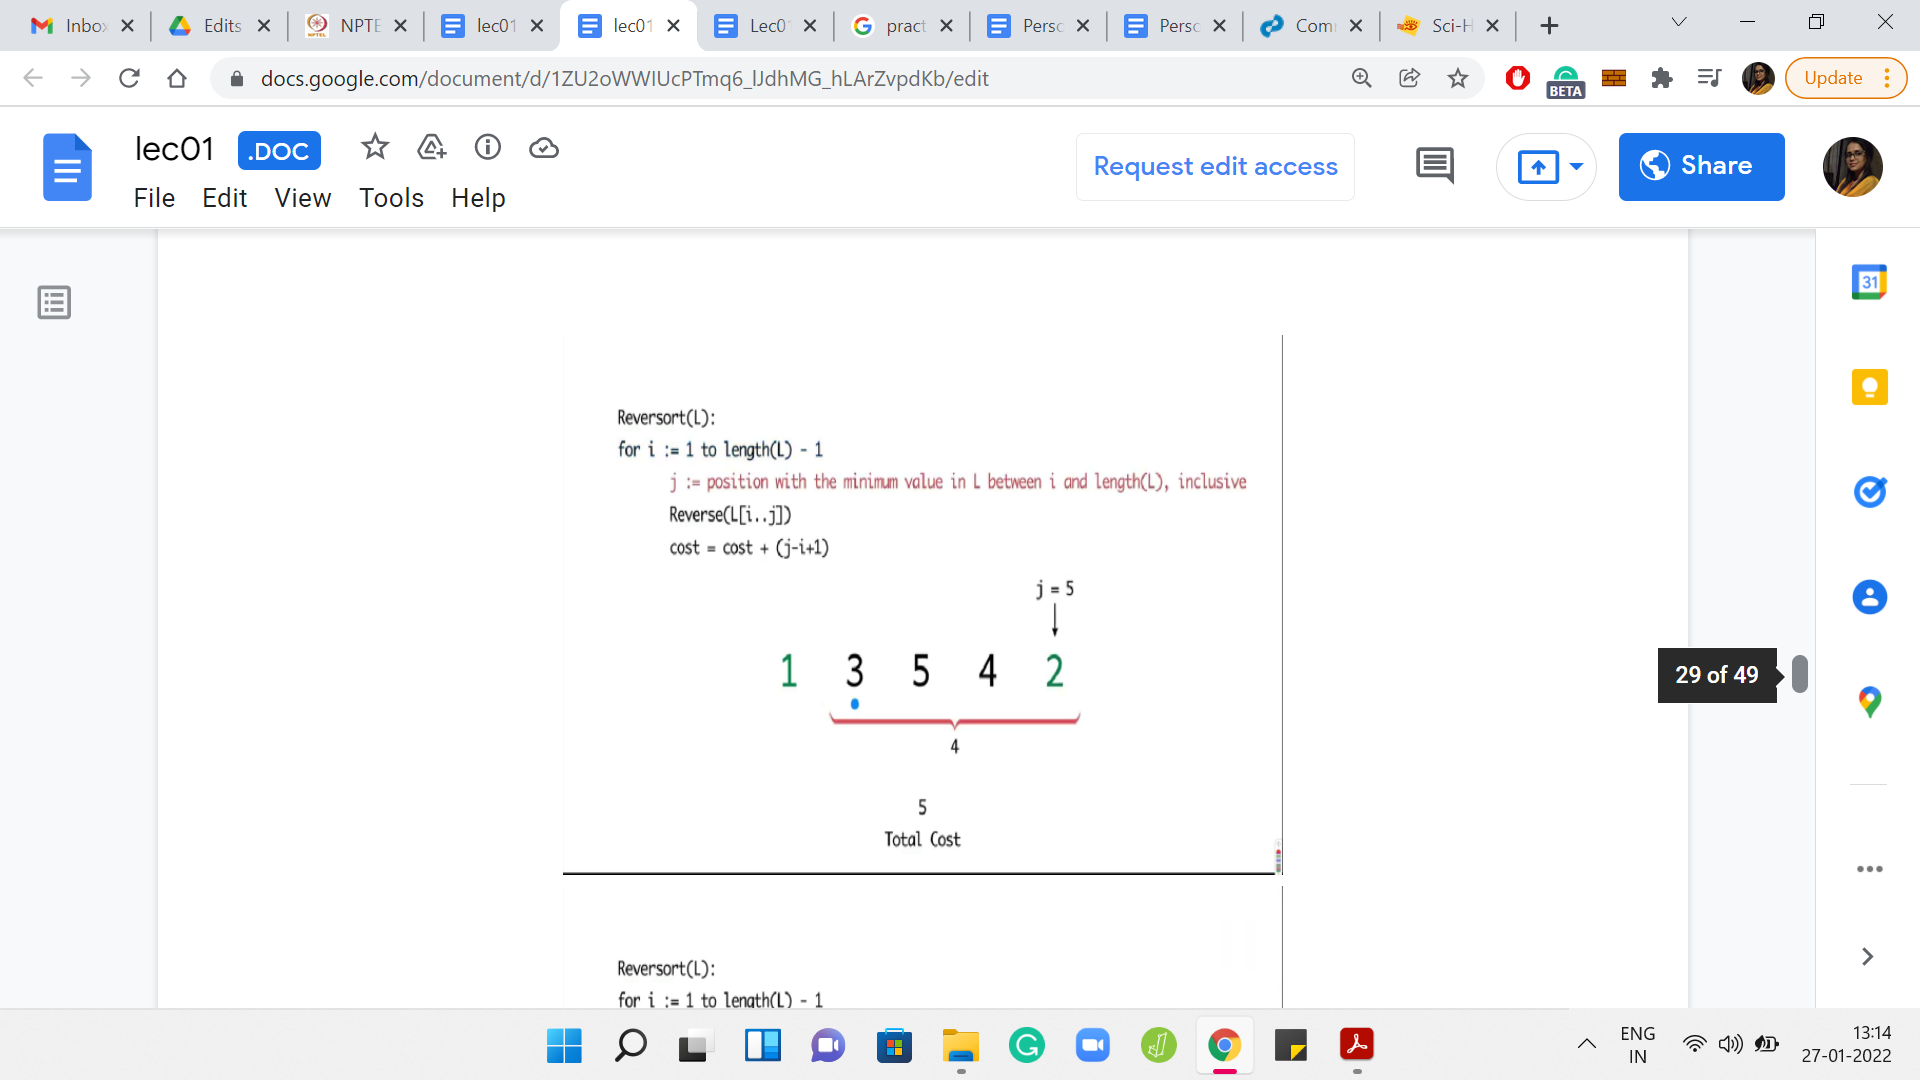 Inbox
Edits
NPTE
lec01
lec01
Lec01
pract
Perso
Perso
Com
Sci-H
docs.google.com/document/d/1ZU2oWWIUcPTmq6_lJdhMG_hLArZvpdKb/edit
BETA
Update
lec01
.DOC
File Edit View Tools Help
Request edit access
Share
31
Reversort(L):
for i := 1 to length(L) - 1
j := position with the minimum value in L between i and length(L), inclusive
Reverse(L[i..j])
cost = cost + (j-i+1)
j = 5
1 3 5 4 2
4
5
Total Cost
29 of 49
Reversort(L):
for i := 1 to length(L) - 1
ENG
IN
13:14
27-01-2022